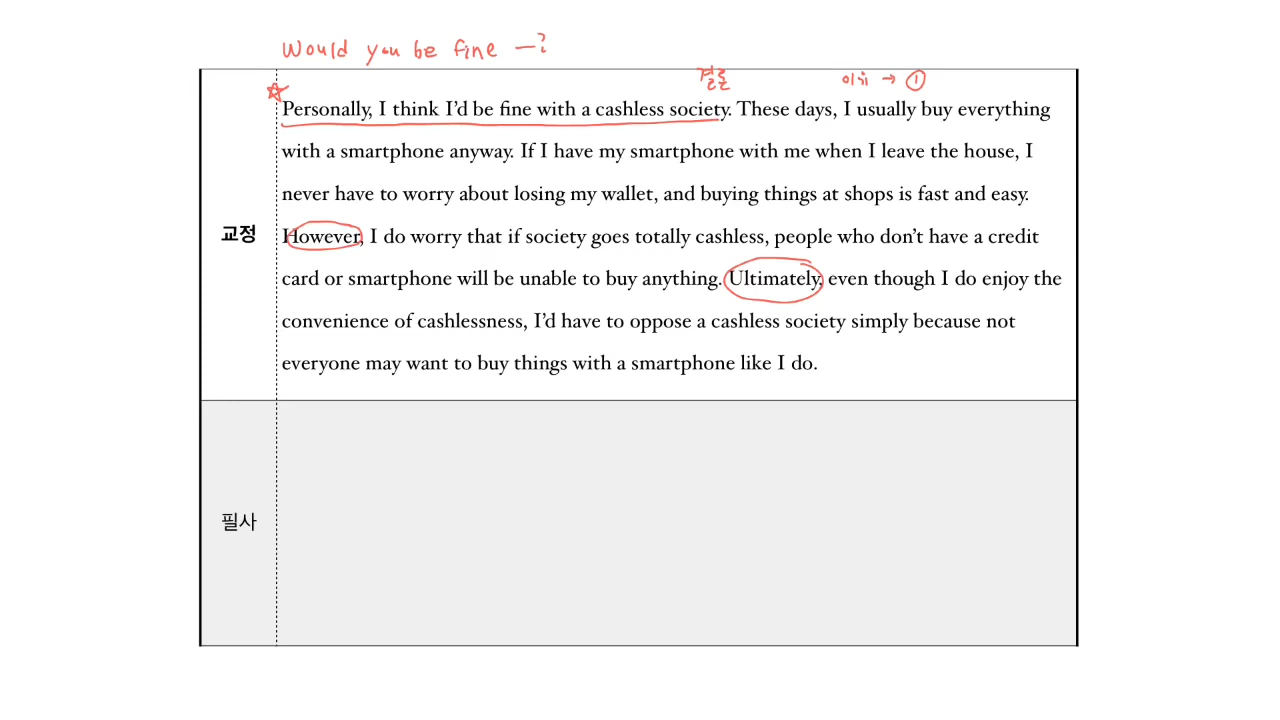 Would you be fine —?
결론
이유 → ①
☆
Personally, I think I'd be fine with a cashless society. These days, I usually buy everything
with a smartphone anyway. If I have my smartphone with me when I leave the house, I
never have to worry about losing my wallet, and buying things at shops is fast and easy.
교정
However, I do worry that if society goes totally cashless, people who don't have a credit
card or smartphone will be unable to buy anything. Ultimately, even though I do enjoy the
convenience of cashlessness, I'd have to oppose a cashless society simply because not
everyone may want to buy things with a smartphone like I do.
필사